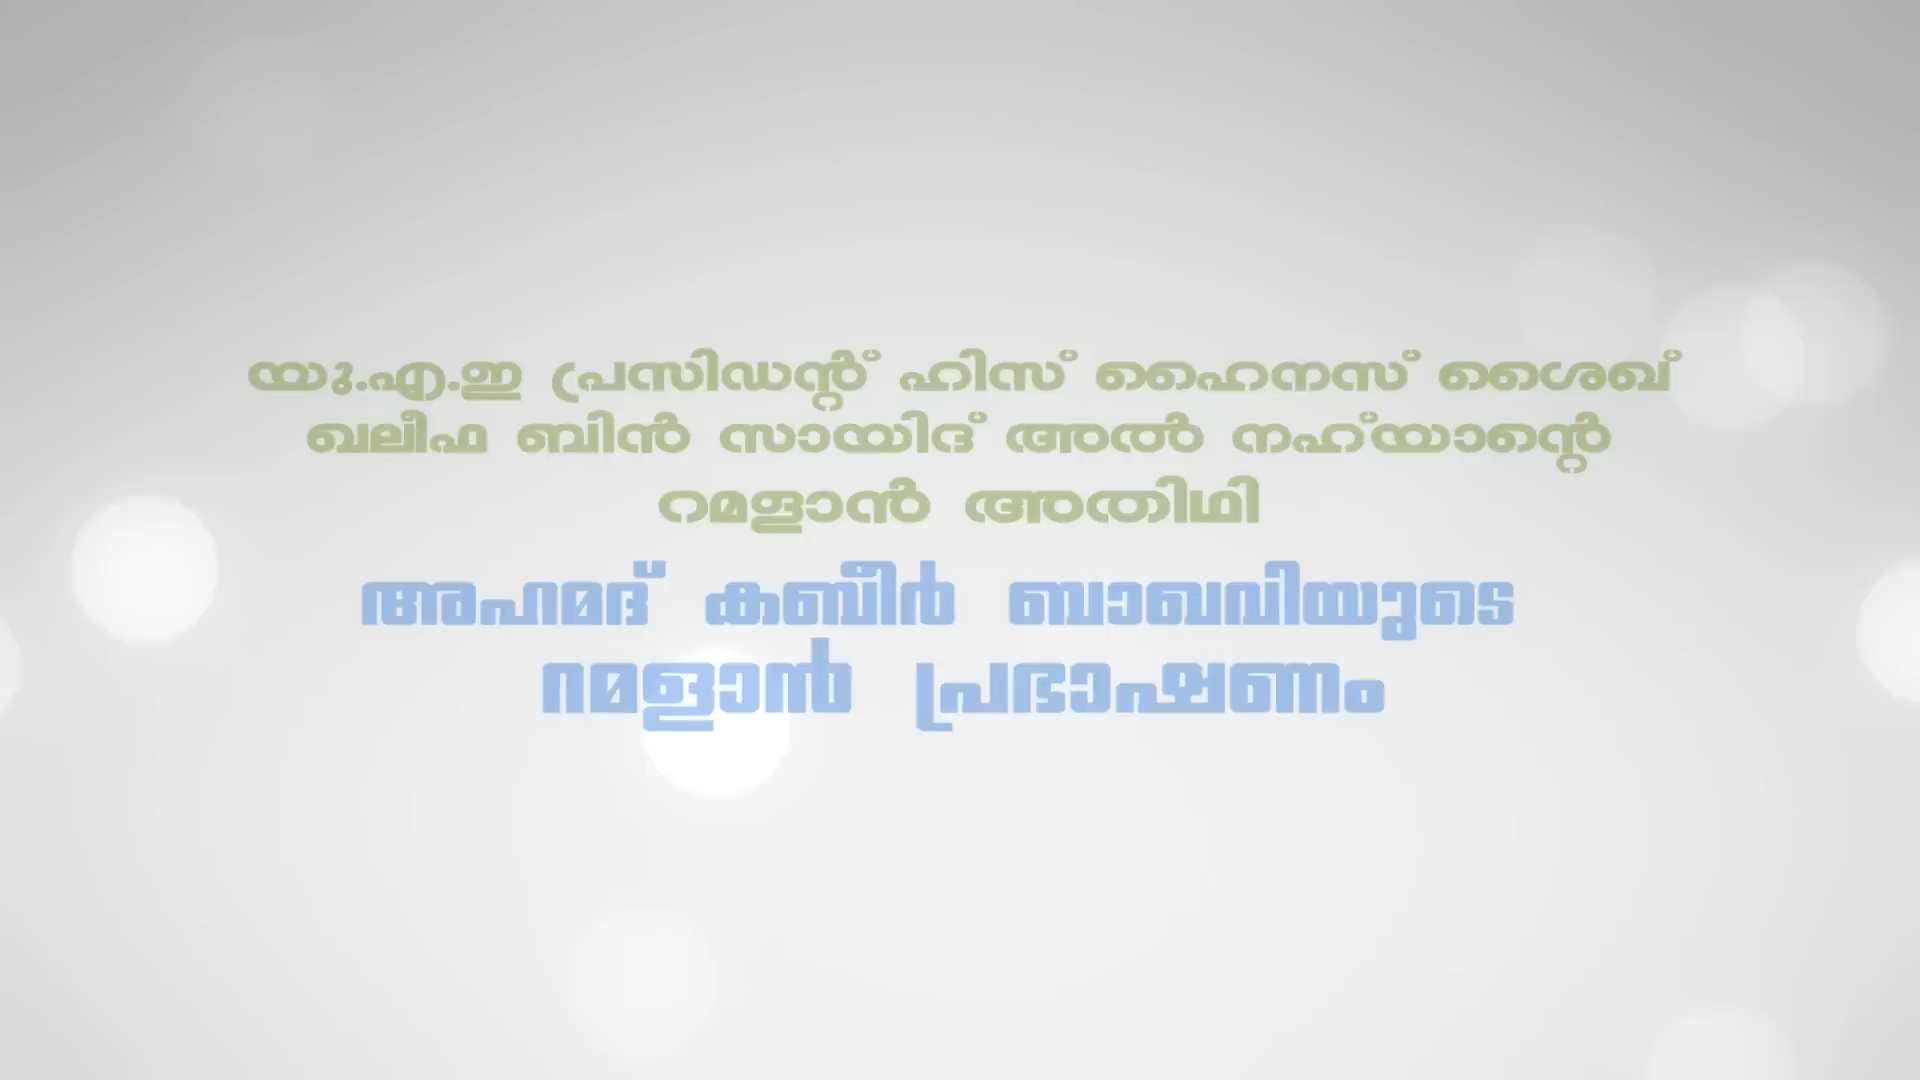 യു.എ.ഇ പ്രസിഡന്റ് ഹിസ് ഹൈനസ് ശൈഖ്
ഖലീഫ ബിൻ സായിദ് അൽ നഹ്‌യാന്റെ
റമളാൻ അതിഥി
അഹമദ് കബീർ ബാഖവിയുടെ
റമളാൻ പ്രഭാഷണം